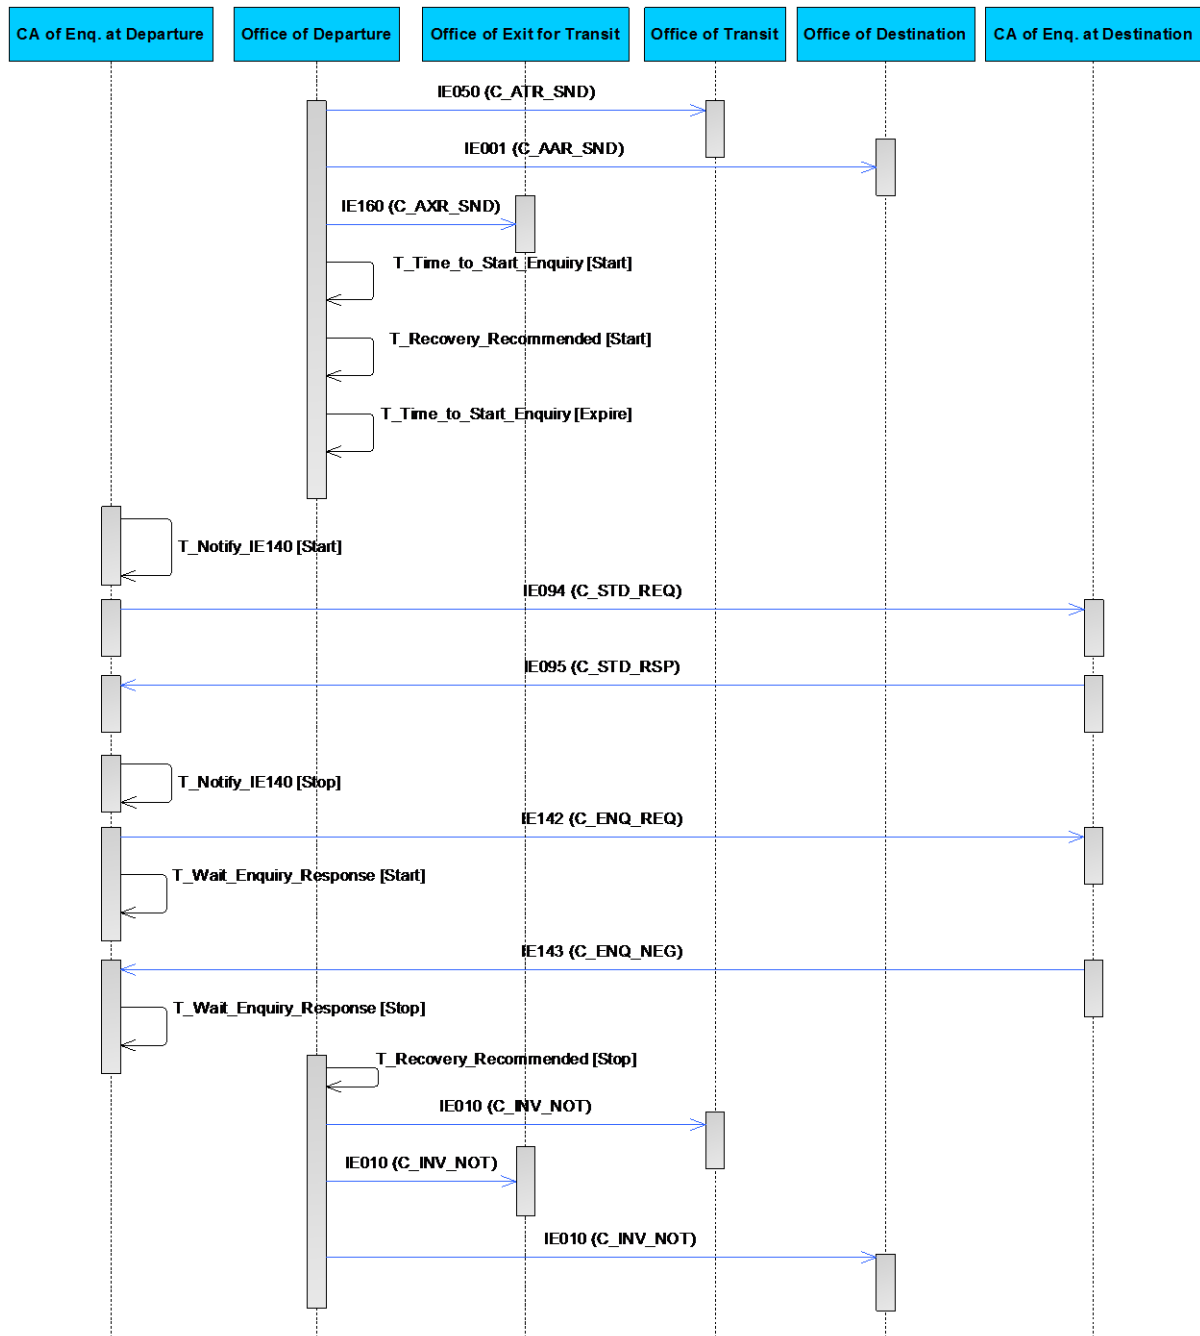 CA of Enq. at Departure
Office of Departure
Office of Exit for Transit
Office of Transit
Office of Destination
CA of Enq. at Destination
IE050 (C_ATR_SND)
IE001 (C_AAR_SND)
IE160 (C_AXR_SND)
T_Time_to_Start_Enquiry [Start]
T_Recovery_Recommended [Start]
T_Time_to_Start_Enquiry [Expire]
T_Notify_IE140 [Start]
IE094 (C_STD_REQ)
IE095 (C_STD_RSP)
T_Notify_IE140 [Stop]
IE142 (C_ENQ_REQ)
T_Wait_Enquiry_Response [Start]
IE143 (C_ENQ_NEG)
T_Wait_Enquiry_Response [Stop]
T_Recovery_Recommended [Stop]
IE010 (C_INV_NOT)
IE010 (C_INV_NOT)
IE010 (C_INV_NOT)